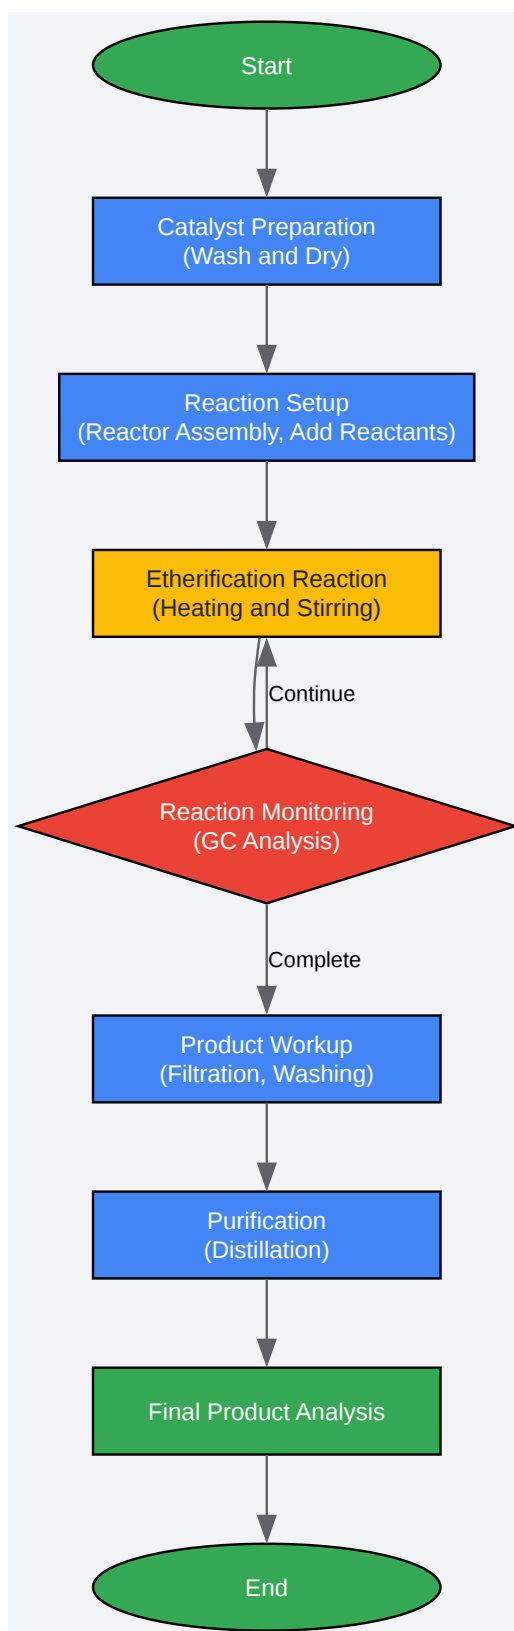 Start
Catalyst Preparation
(Wash and Dry)
Reaction Setup
(Reactor Assembly, Add Reactants)
Etherification Reaction
(Heating and Stirring)
Continue
Reaction Monitoring
(GC Analysis)
Complete
Product Workup
(Filtration, Washing)
Purification
(Distillation)
Final Product Analysis
End